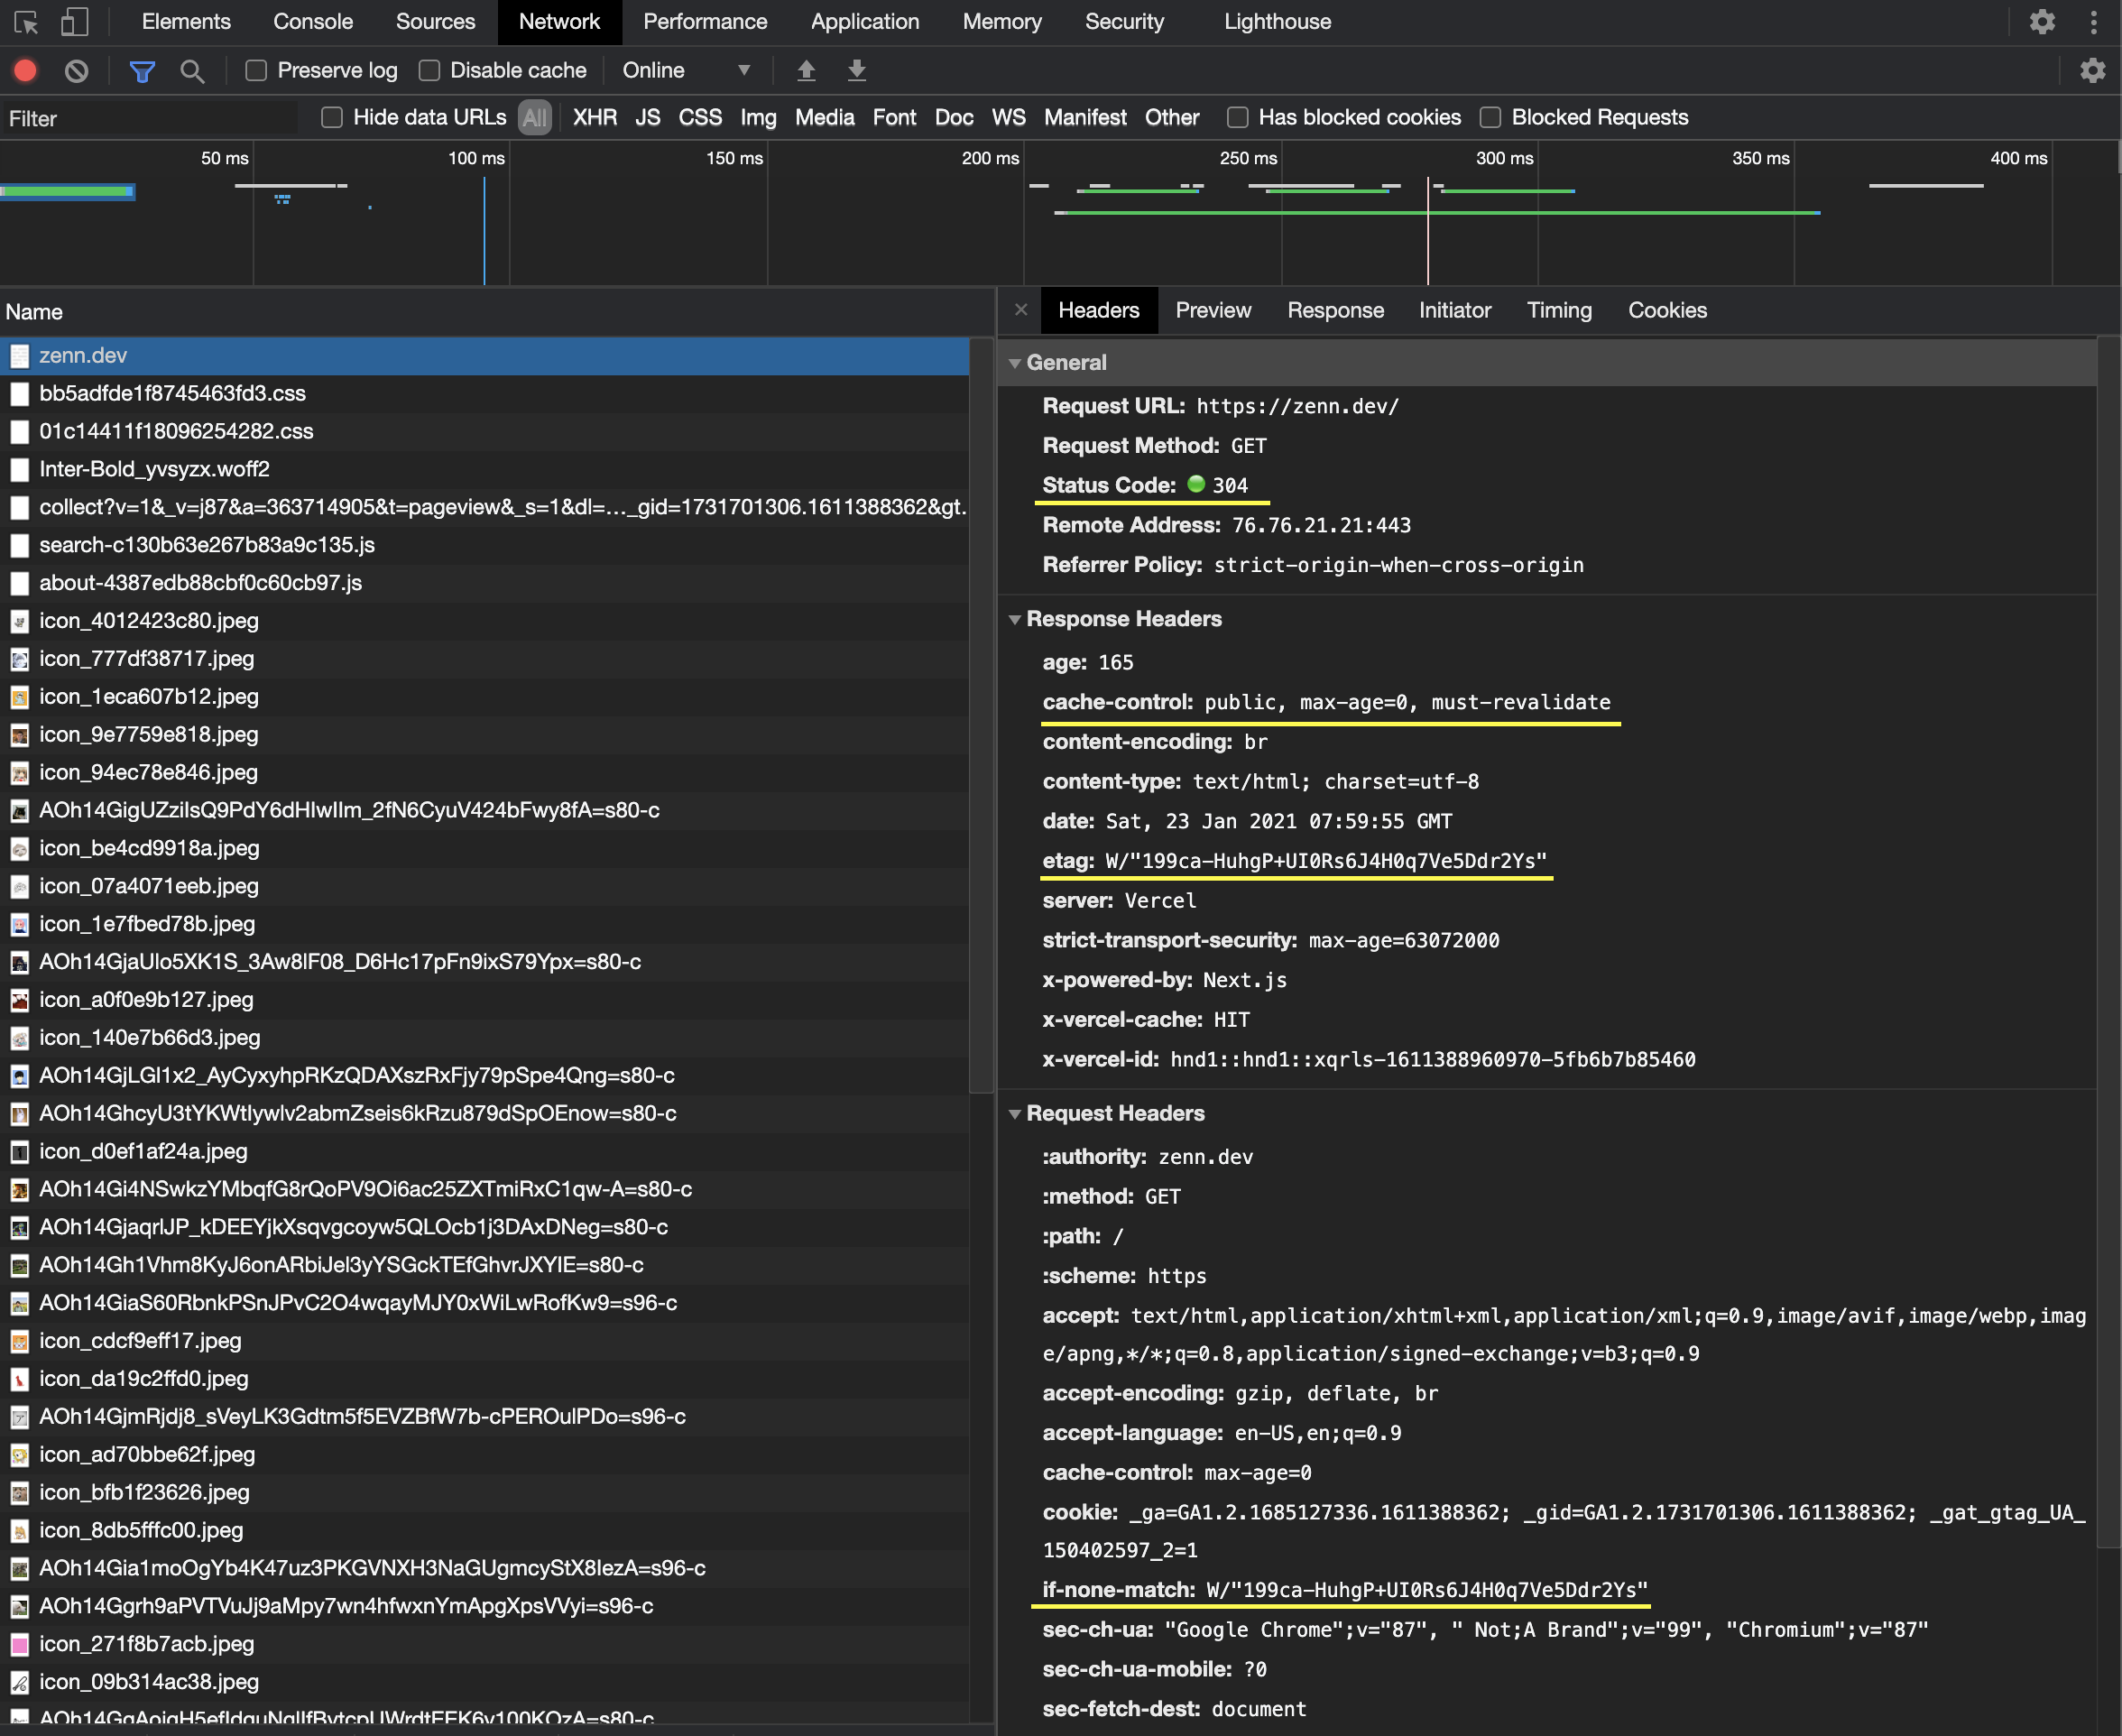 Elements Console Sources Network Performance Application Memory Security Lighthouse
Preserve log Disable cache Online
Filter Hide data URLs All XHR JS CSS Img Media Font Doc WS Manifest Other Has blocked cookies Blocked Requests
50 ms 100 ms 150 ms 200 ms 250 ms 300 ms 350 ms 400 ms
Name
zenn.dev
bb5adfde1f8745463fd3.css
01c14411f18096254282.css
Inter-Bold_yvsyzx.woff2
collect?v=1&_v=j87&a=363714905&t=pageview&_s=1&dl=…_gid=1731701306.1611388362&gt.
search-c130b63e267b83a9c135.js
about-4387edb88cbf0c60cb97.js
icon_4012423c80.jpeg
icon_777df38717.jpeg
icon_1eca607b12.jpeg
icon_9e7759e818.jpeg
icon_94ec78e846.jpeg
AOh14GigUZziIsQ9PdY6dHIwIIm_2fN6CyuV424bFwy8fA=s80-c
icon_be4cd9918a.jpeg
icon_07a4071eeb.jpeg
icon_1e7fbed78b.jpeg
AOh14GjaUlo5XK1S_3Aw8lF08_D6Hc17pFn9ixS79Ypx=s80-c
icon_a0f0e9b127.jpeg
icon_140e7b66d3.jpeg
AOh14GjLGl1x2_AyCyxyhpRKzQDAXszRxFjy79pSpe4Qng=s80-c
AOh14GhcyU3tYKWtIywlv2abmZseis6kRzu879dSpOEnow=s80-c
icon_d0ef1af24a.jpeg
AOh14Gi4NSwkzYMbqfG8rQoPV9Oi6ac25ZXTmiRxC1qw-A=s80-c
AOh14GjaqrlJP_kDEEYjkXsqvgcoyw5QLOcb1j3DAxDNeg=s80-c
AOh14Gh1Vhm8KyJ6onARbiJel3yYSGckTEfGhvrJXYIE=s80-c
AOh14GiaS60RbnkPSnJPvC2O4wqayMJY0xWiLwRofKw9=s96-c
icon_cdcf9eff17.jpeg
icon_da19c2ffd0.jpeg
AOh14GjmRjdj8_sVeyLK3Gdtm5f5EVZBfW7b-cPEROulPDo=s96-c
icon_ad70bbe62f.jpeg
icon_bfb1f23626.jpeg
icon_8db5fffc00.jpeg
AOh14Gia1moOgYb4K47uz3PKGVNXH3NaGUgmcyStX8IezA=s96-c
AOh14Ggrh9aPVTVuJj9aMpy7wn4hfwxnYmApgXpsVVyi=s96-c
icon_271f8b7acb.jpeg
icon_09b314ac38.jpeg
Headers Preview Response Initiator Timing Cookies
General
Request URL: https://zenn.dev/
Request Method: GET
Status Code: 304
Remote Address: 76.76.21.21:443
Referrer Policy: strict-origin-when-cross-origin
Response Headers
age: 165
cache-control: public, max-age=0, must-revalidate
content-encoding: br
content-type: text/html; charset=utf-8
date: Sat, 23 Jan 2021 07:59:55 GMT
etag: W/"199ca-HuhgP+UI0Rs6J4H0q7Ve5Ddr2Ys"
server: Vercel
strict-transport-security: max-age=63072000
x-powered-by: Next.js
x-vercel-cache: HIT
x-vercel-id: hnd1::hnd1::xqrls-1611388960970-5fb6b7b85460
Request Headers
:authority: zenn.dev
:method: GET
:path: /
:scheme: https
accept: text/html,application/xhtml+xml,application/xml;q=0.9,image/avif,image/webp,imag
e/apng,*/*;q=0.8,application/signed-exchange;v=b3;q=0.9
accept-encoding: gzip, deflate, br
accept-language: en-US,en;q=0.9
cache-control: max-age=0
cookie: _ga=GA1.2.1685127336.1611388362; _gid=GA1.2.1731701306.1611388362; _gat_gtag_UA_
150402597_2=1
if-none-match: W/"199ca-HuhgP+UI0Rs6J4H0q7Ve5Ddr2Ys"
sec-ch-ua: "Google Chrome";v="87", " Not;A Brand";v="99", "Chromium";v="87"
sec-ch-ua-mobile: ?0
sec-fetch-dest: document